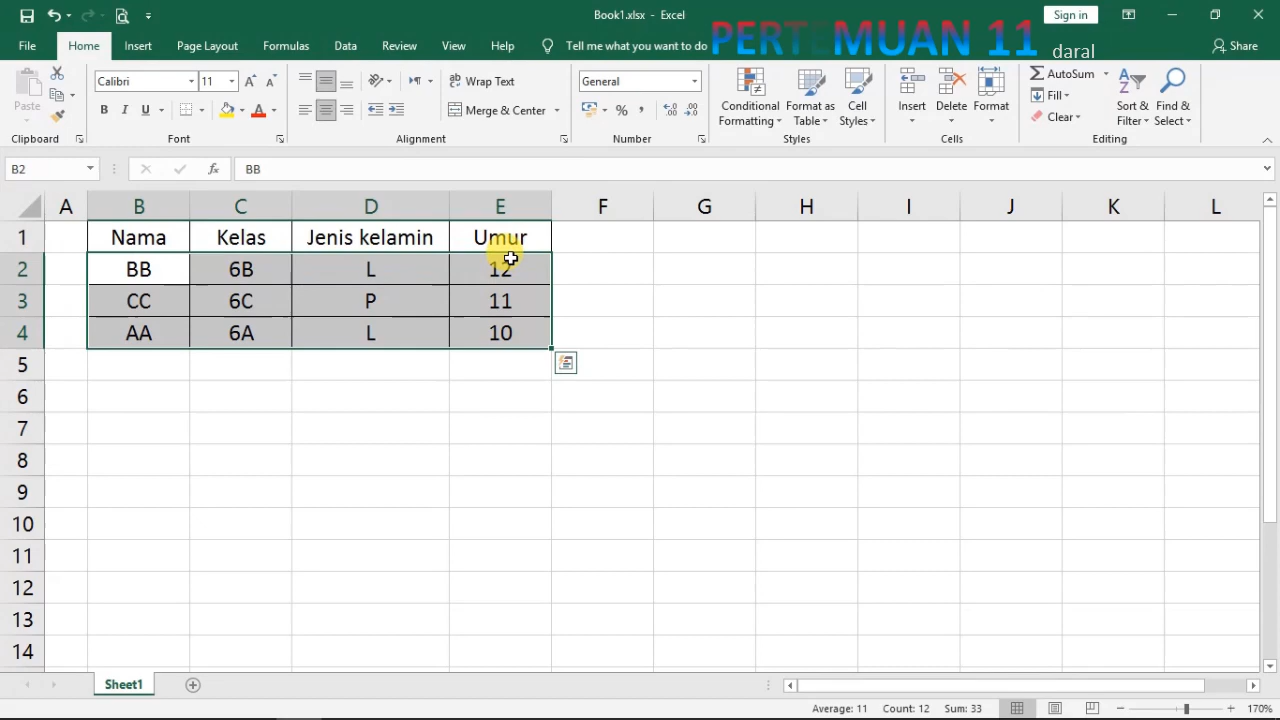 Book1.xlsx - Excel
Sign in
PERTEMUAN 11
daral
File Home Insert Page Layout Formulas Data Review View Help Tell me what you want to do Share
Paste
Clipboard
Calibri 11
B I U A
Font
Wrap Text
Merge & Center
Alignment
General
%
Number
Conditional Formatting
Format as Table
Cell Styles
Styles
Insert
Delete
Format
Cells
AutoSum
Fill
Clear
Sort & Filter
Find & Select
Editing
B2 fx BB
A B C D E F G H I J K L
1 Nama Kelas Jenis kelamin Umur
2 BB 6B L 12
3 CC 6C P 11
4 AA 6A L 10
5
6
7
8
9
10
11
12
13
14
Sheet1
Average: 11 Count: 12 Sum: 33 170%